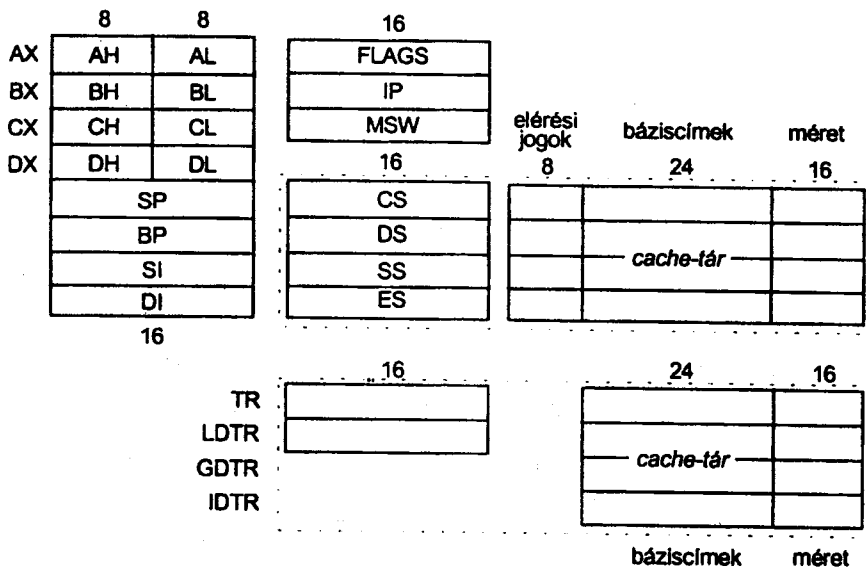 8 8 16
AX AH AL FLAGS
BX BH BL IP
CX CH CL MSW
elérési
jogok báziscímek méret
DX DH DL 16 8 24 16
SP CS
BP DS
cache-tár
SI SS
DI ES
16
16 24 16
TR
LDTR
cache-tár
GDTR
IDTR
báziscímek méret